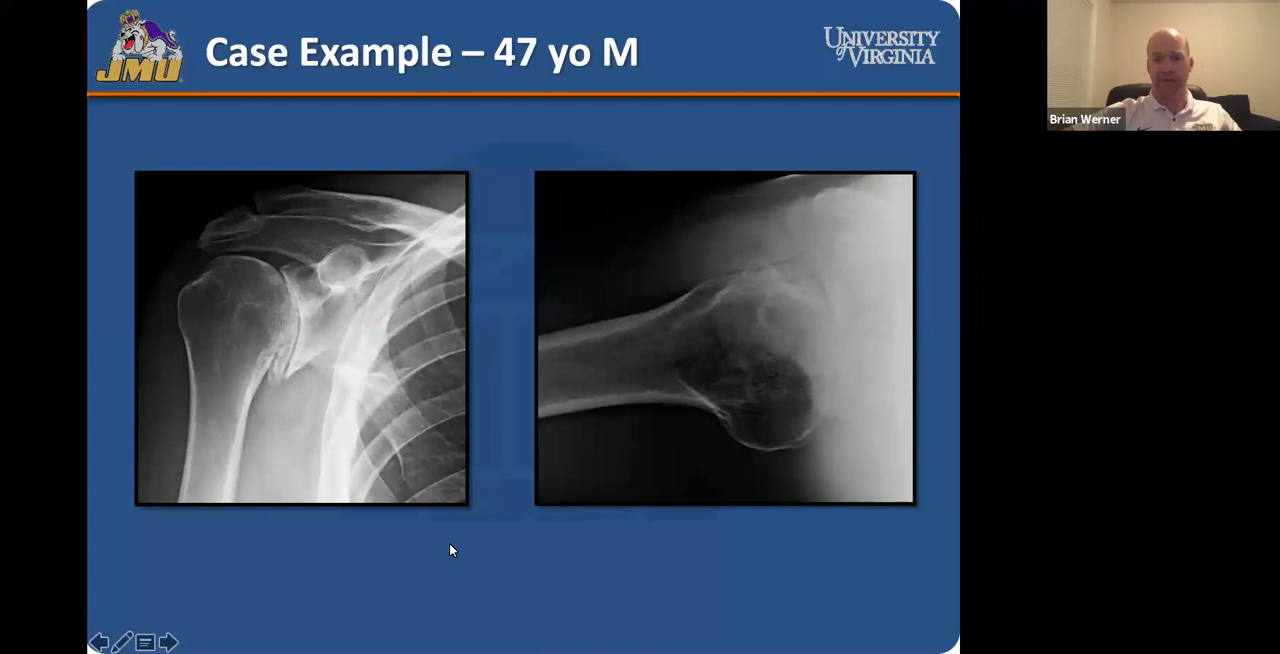 JMU
Case Example – 47 yo M
UNIVERSITY
of VIRGINIA
Brian Werner